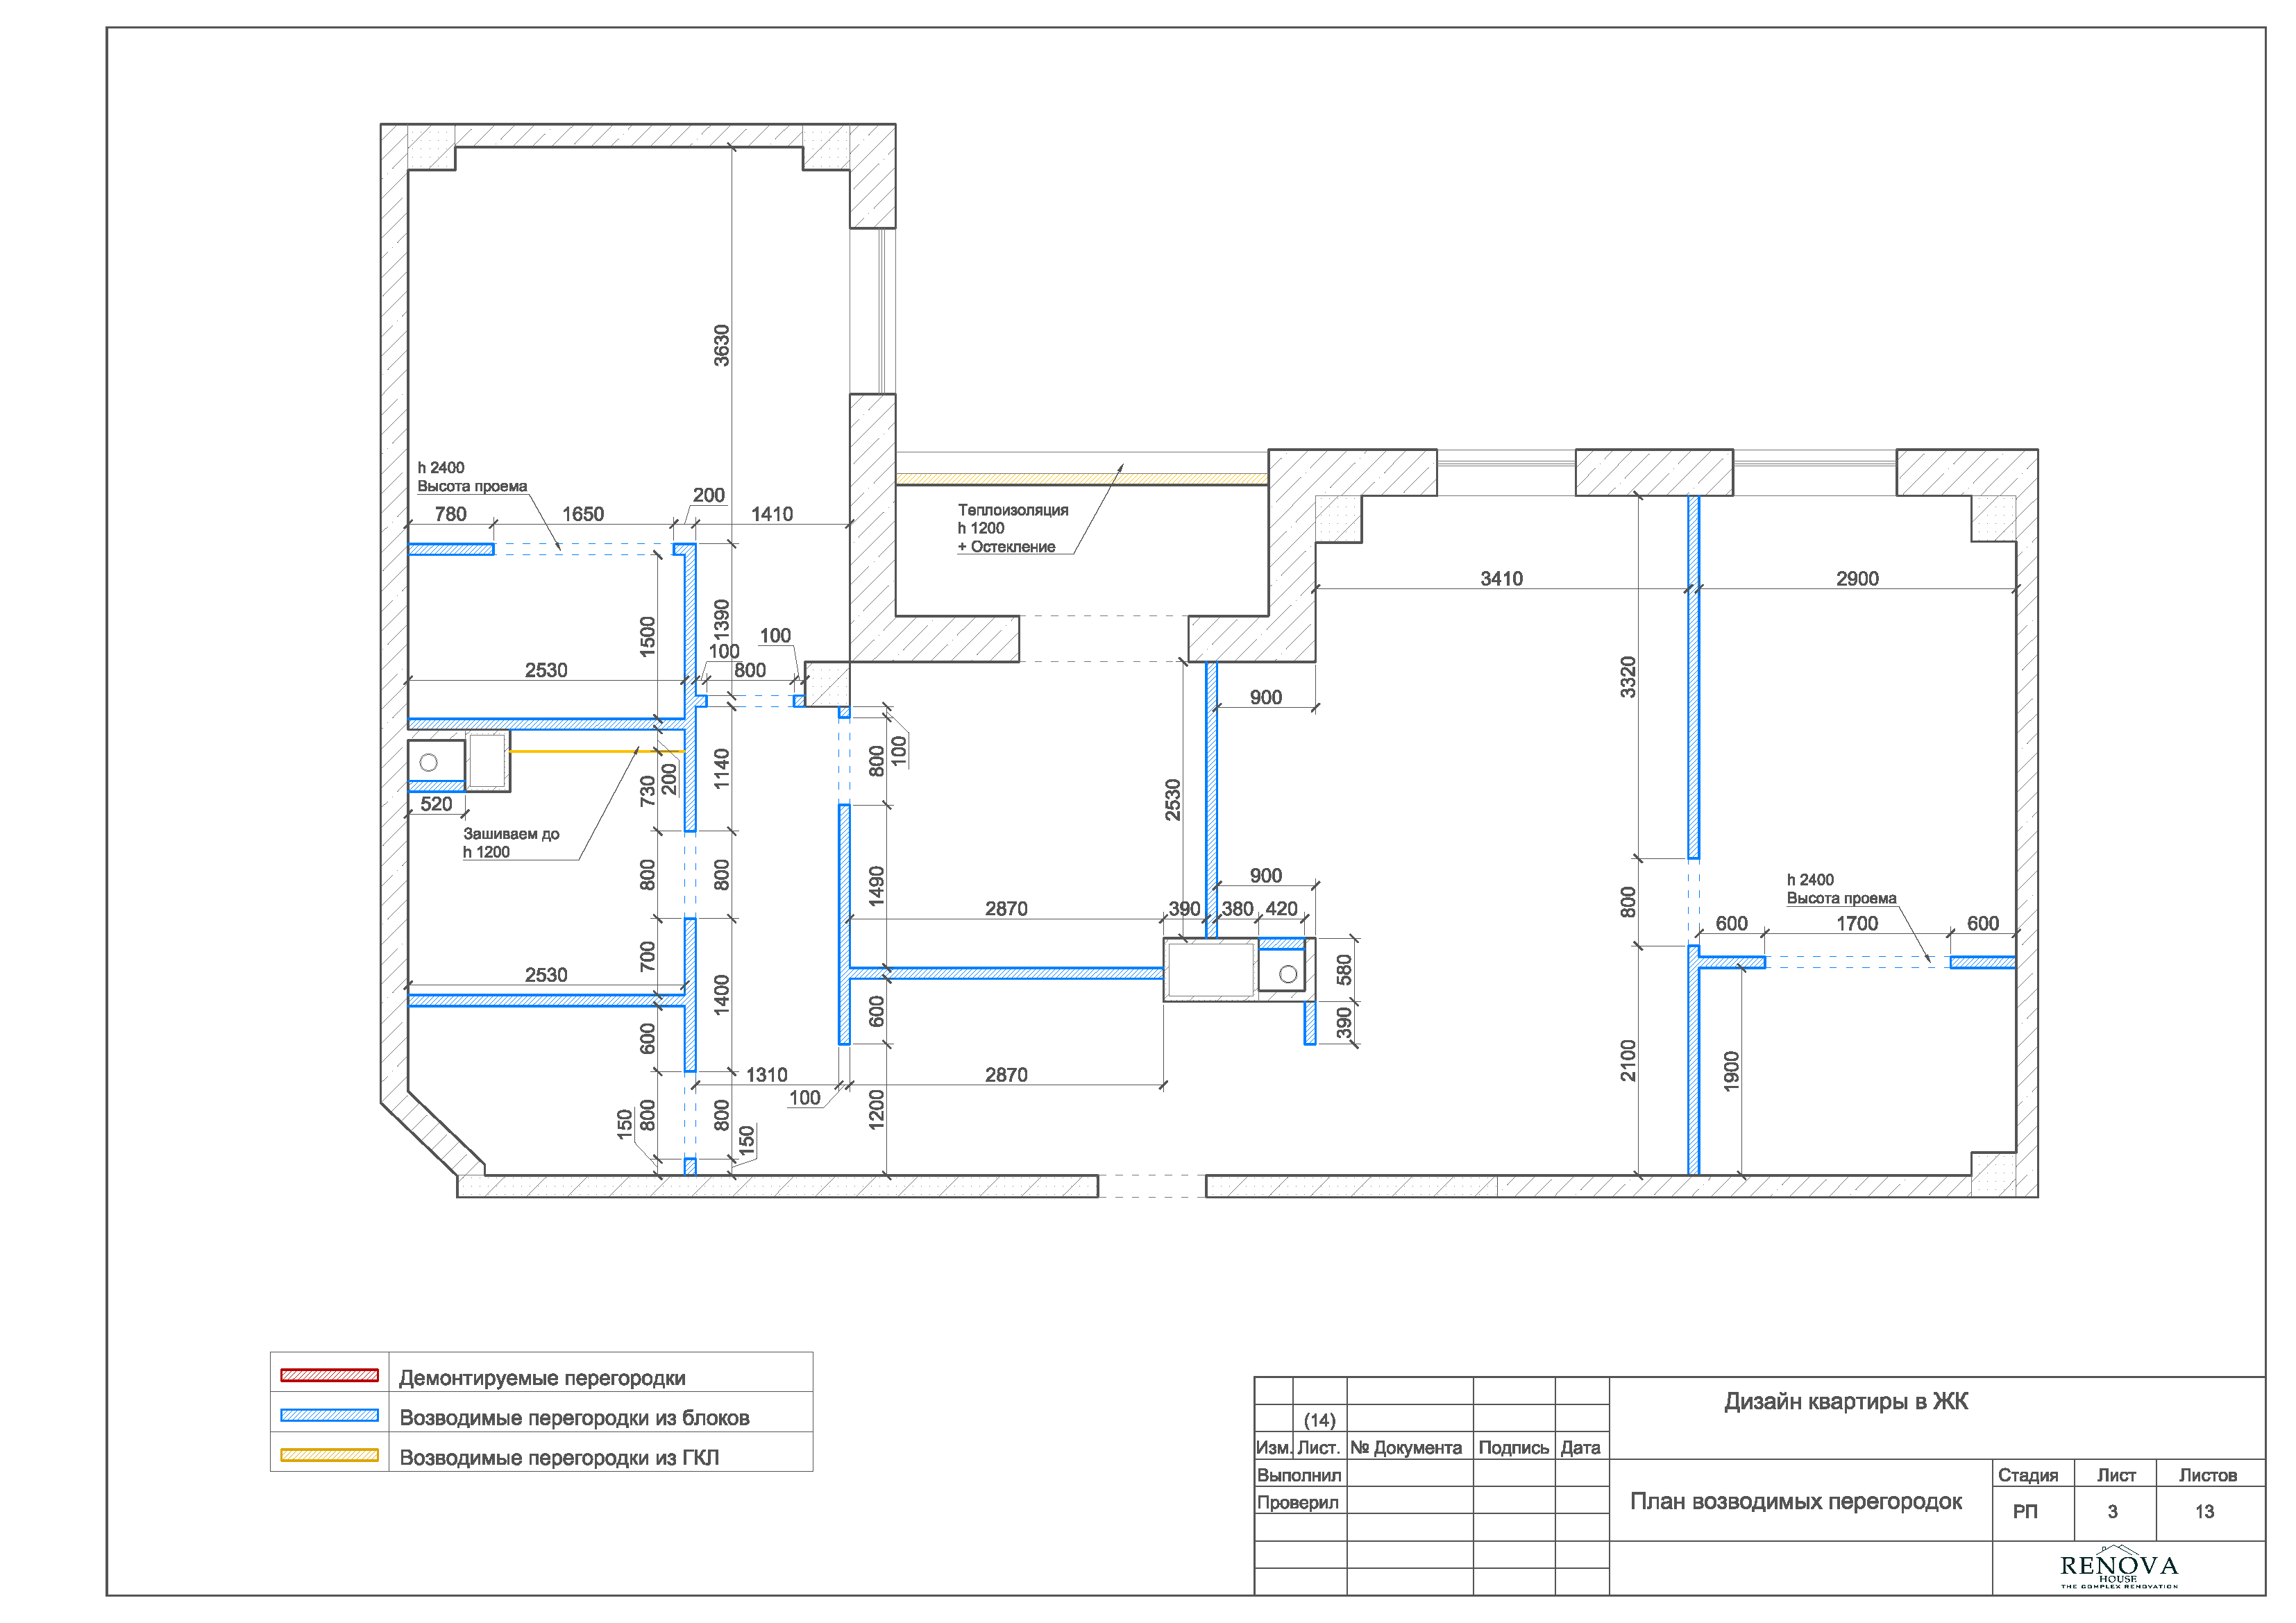 3630
h 2400
Высота проема
200
780
1650
1410
Теплоизоляция
h 1200
+ Остекление
3410
2900
1500
1390
100
100
800
2530
900
3320
730
200
1140
800
100
2530
520
Зашиваем до
h 1200
800
800
1490
900
2870
390
380
420
h 2400
Высота проема
800
600
1700
600
700
2530
1400
600
580
390
600
1310
2870
100
2100
1900
150
800
800
150
1200
Демонтируемые перегородки
Возводимые перегородки из блоков
Возводимые перегородки из ГКЛ
Дизайн квартиры в ЖК
(14)
Изм. Лист. № Документа Подпись Дата
Выполнил
Проверил
План возводимых перегородок
Стадия Лист Листов
РП 3 13
RENOVA
HOUSE
THE COMPLEX RENOVATION